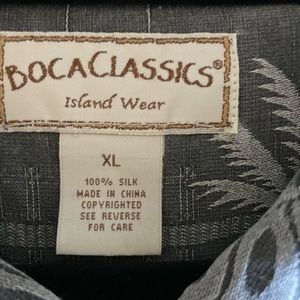 BOCACLASSICS®
Island Wear
XL
100% SILK
MADE IN CHINA
COPYRIGHTED
SEE REVERSE
FOR CARE